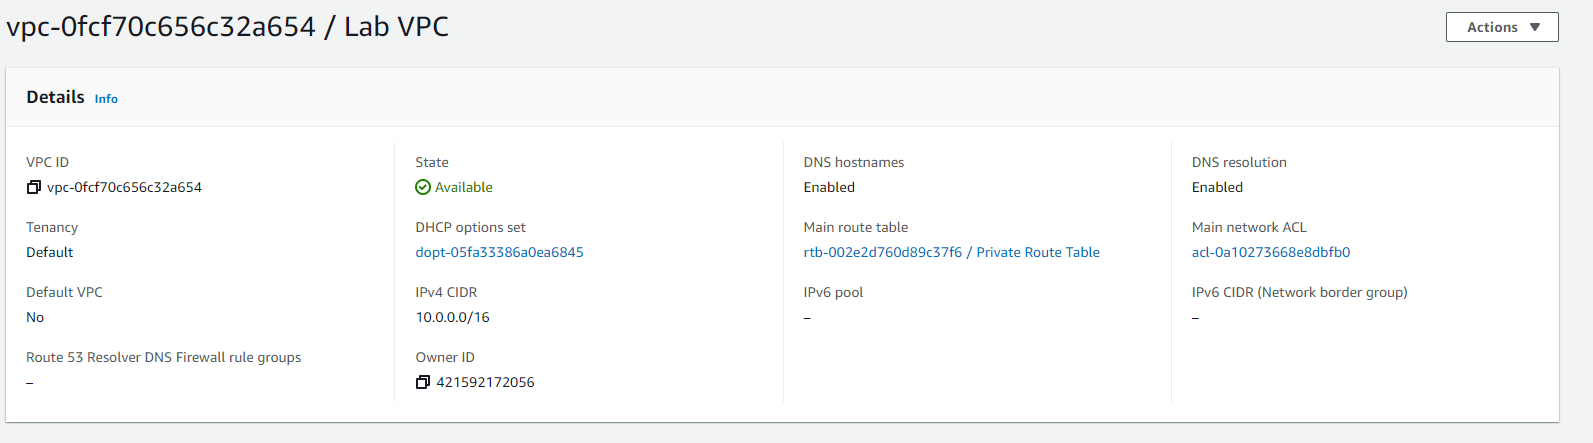 vpc-0fcf70c656c32a654 / Lab VPC
Actions
Details Info
VPC ID
vpc-0fcf70c656c32a654
State
Available
DNS hostnames
Enabled
DNS resolution
Enabled
Tenancy
Default
DHCP options set
dopt-05fa33386a0ea6845
Main route table
rtb-002e2d760d89c37f6 / Private Route Table
Main network ACL
acl-0a10273668e8dbfb0
Default VPC
No
IPv4 CIDR
10.0.0.0/16
IPv6 pool
–
IPv6 CIDR (Network border group)
–
Route 53 Resolver DNS Firewall rule groups
–
Owner ID
421592172056